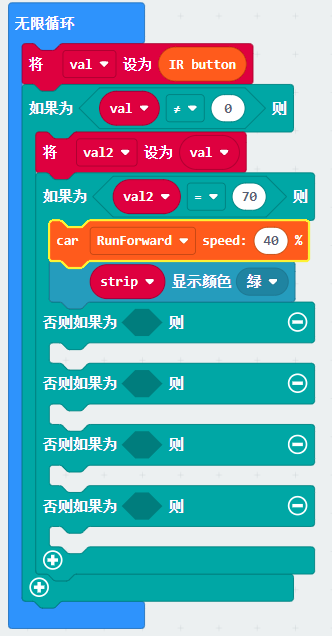 无限循环
将 val 设为 IR button
如果为 val ≠ 0 则
将 val2 设为 val
如果为 val2 = 70 则
car RunForward speed: 40 %
strip 显示颜色 绿
否则如果为 则
否则如果为 则
否则如果为 则
否则如果为 则